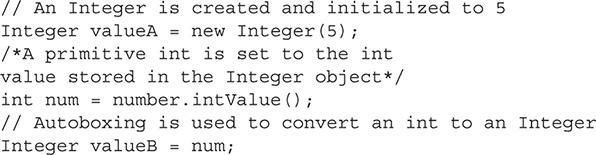 // An Integer is created and initialized to 5
Integer valueA = new Integer(5);
/*A primitive int is set to the int
value stored in the Integer object*/
int num = number.intValue();
// Autoboxing is used to convert an int to an Integer
Integer valueB = num;